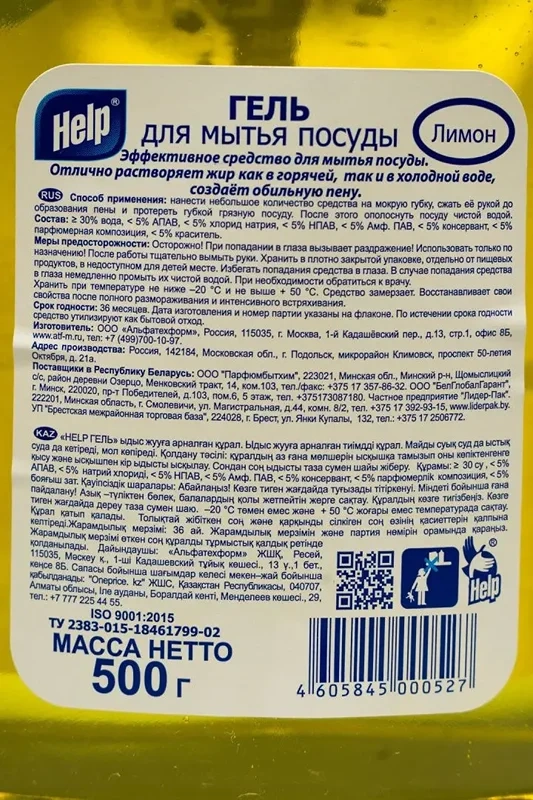 Help®
ГЕЛЬ
ДЛЯ МЫТЬЯ ПОСУДЫ
Лимон
Эффективное средство для мытья посуды.
Отлично растворяет жир как в горячей, так и в холодной воде,
создаёт обильную пену.
RUS Способ применения: нанести небольшое количество средства на мокрую губку, сжать её рукой до
образования пены и протереть губкой грязную посуду. После этого ополоснуть посуду чистой водой.
Состав: ≥ 30% вода, < 5% АПАВ, < 5% хлорид натрия, < 5% НПАВ, < 5% Амф. ПАВ, < 5% консервант, < 5%
парфюмерная композиция, < 5% краситель.
Меры предосторожности: Осторожно! При попадании в глаза вызывает раздражение! Использовать только по
назначению! После работы тщательно вымыть руки. Хранить в плотно закрытой упаковке, отдельно от пищевых
продуктов, в недоступном для детей месте. Избегать попадания средства в глаза. В случае попадания средства
в глаза немедленно промыть их чистой водой. При необходимости обратиться к врачу.
Хранить при температуре не ниже –20 °С и не выше + 50 °С. Средство замерзает. Восстанавливает свои
свойства после полного размораживания и интенсивного встряхивания.
Срок годности: 36 месяцев. Дата изготовления и номер партии указаны на флаконе. По истечении срока годности
средство утилизируют как бытовой отход.
Изготовитель: ООО «Альфатехформ», Россия, 115035, г. Москва, 1-й Кадашёвский пер., д.13, стр.1, офис 8Б,
www.atf-m.ru, тел: +7 (499)700-10-97.
Адрес производства: Россия, 142184, Московская обл., г. Подольск, микрорайон Климовск, проспект 50-летия
Октября, д. 21а.
Поставщики в Республику Беларусь: ООО "Парфюмбытхим", 223021, Минская обл., Минский р-н, Щомыслицкий
с/с, район деревни Озерцо, Менковский тракт, 14, ком.103, тел./факс: +375 17 357-86-32. ООО "БелГлобалГарант",
г. Минск, 220020, пр-т Победителей, д.103, пом.6, 5 этаж, тел. +375173087180. Частное предприятие "Лидер-Пак".
222201, Минская область, г. Смолевичи, ул. Магистральная, д.44, комн. 8/2, тел. +375 17 392-93-15, www.liderpak.by.
УП "Брестская межрайонная торговая база", 224028, г. Брест, ул. Янки Купалы, 132, тел.: +375 17 2506772.
KAZ «HELP ГЕЛЬ» ыдыс жууға арналған құрал. Ыдыс жууға арналған тиімді құрал. Майды суық суда да ыстық
суда да кетіреді, мол көпіреді. Қолдану тәсілі: құралдың аз ғана мөлшерін ысқышқа тамызып оны көпіктенгенге
қысу және ысқышпен кір ыдысты ысқылау. Сондан соң ыдысты таза сумен шайы жіберу. Құрамы: ≥ 30 су , < 5%
АПАВ, < 5% натрий хлориді, < 5% НПАВ, < 5% Амф. ПАВ, < 5% консервант, < 5% парфюмерлік композиция, < 5%
бояғыш зат. Қауіпсіздік шаралары: Абайлаңыз! Көзге тиген жағдайда туғызады тітіркену!. Міндеті бойынша ғана
пайдалану! Азық –түліктен бөлек, балалардың қолы жетпейтін жерге сақтау. Құралдың көзге тигізбеңіз. Көзге
тиген жағдайда дереу таза сумен шаю. –20 °С төмен емес және + 50 °С жоғары емес температурада сақтау.
Құрал қатып қалады. Толықтай жібіткен соң және қарқынды сілкіген соң өзінің қасиеттерін қалпына
келтіреді.Жарамдылық мерзімі: 36 ай. Жарамдылық мерзімі және партия немірін орамында қараңыз.
Жарамдылық мерзімі өткен соң құралды тұрмыстық қалдық ретінде
қолданылады. Дайындаушы: «Альфатехформ» ЖШҚ, Ресей,
115035, Мәскеу қ., 1-ші Кадашевский тұйық көшесі., 13 ү.,1 бет.,
кеңсе 8Б. Сапасы бойынша шағымдар келесі мекен–жай бойынша
қабылданады: "Oneprice. kz" ЖШС, Қазақстан Республикасы, 040707,
Алматы облысы, Іле ауданы, Боралдай кенті, Менделеев көшесі., 29,
тел.: +7 777 225 44 55.
Help
ISO 9001:2015
ТУ 2383-015-18461799-02
МАССА НЕТТО
500 г
4 605845 000527